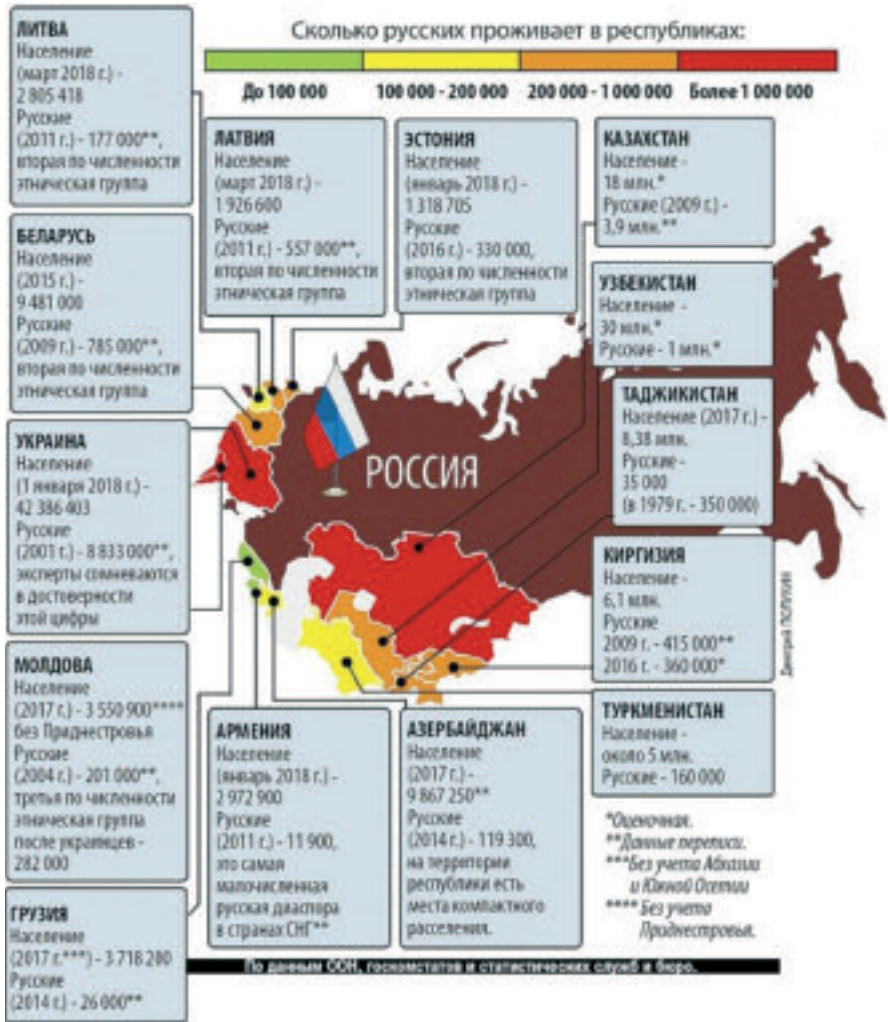 Сколько русских проживает в республиках:
До 100 000
100 000 - 200 000
200 000 - 1 000 000
Более 1 000 000
ЛИТВА
Население
(март 2018 г.) -
2 805 418
Русские
(2011 г.) - 177 000**,
вторая по численности
этническая группа
ЛАТВИЯ
Население
(март 2018 г.) -
1 926 600
Русские
(2011 г.) - 557 000**,
вторая по численности
этническая группа
ЭСТОНИЯ
Население
(январь 2018 г.) -
1 318 705
Русские
(2016 г.) - 330 000,
вторая по численности
этническая группа
КАЗАХСТАН
Население -
18 млн.*
Русские (2009 г.) -
3,9 млн.**
БЕЛАРУСЬ
Население
(2015 г.) -
9 481 000
Русские
(2009 г.) - 785 000**,
вторая по численности
этническая группа
УЗБЕКИСТАН
Население -
30 млн.*
Русские - 1 млн.*
ТАДЖИКИСТАН
Население (2017 г.) -
8,38 млн.
Русские -
35 000
(в 1979 г. - 350 000)
УКРАИНА
Население
(1 января 2018 г.) -
42 386 403
Русские
(2001 г.) - 8 833 000**,
эксперты сомневаются
в достоверности
этой цифры
РОССИЯ
КИРГИЗИЯ
Население -
6,1 млн.
Русские
2009 г. - 415 000**
2016 г. - 360 000*
Дмитрий ПОЛУХИН
МОЛДОВА
Население
(2017 г.) - 3 550 900****
без Приднестровья
Русские
(2004 г.) - 201 000**,
третья по численности
этническая группа
после украинцев -
282 000
АРМЕНИЯ
Население
(январь 2018 г.) -
2 972 900
Русские
(2011 г.) - 11 900,
это самая
малочисленная
русская диаспора
в странах СНГ**
АЗЕРБАЙДЖАН
Население
(2017 г.) -
9 867 250**
Русские
(2014 г.) - 119 300,
на территории
республики есть
места компактного
расселения.
ТУРКМЕНИСТАН
Население -
около 5 млн.
Русские - 160 000
*Оценочная.
**Данные переписи.
***Без учета Абхазии
и Южной Осетии
**** Без учета
Приднестровья.
ГРУЗИЯ
Население
(2017 г.***) - 3 718 200
Русские
(2014 г.) - 26 000**
По данным ООН, госкомстатов и статистических служб и бюро.